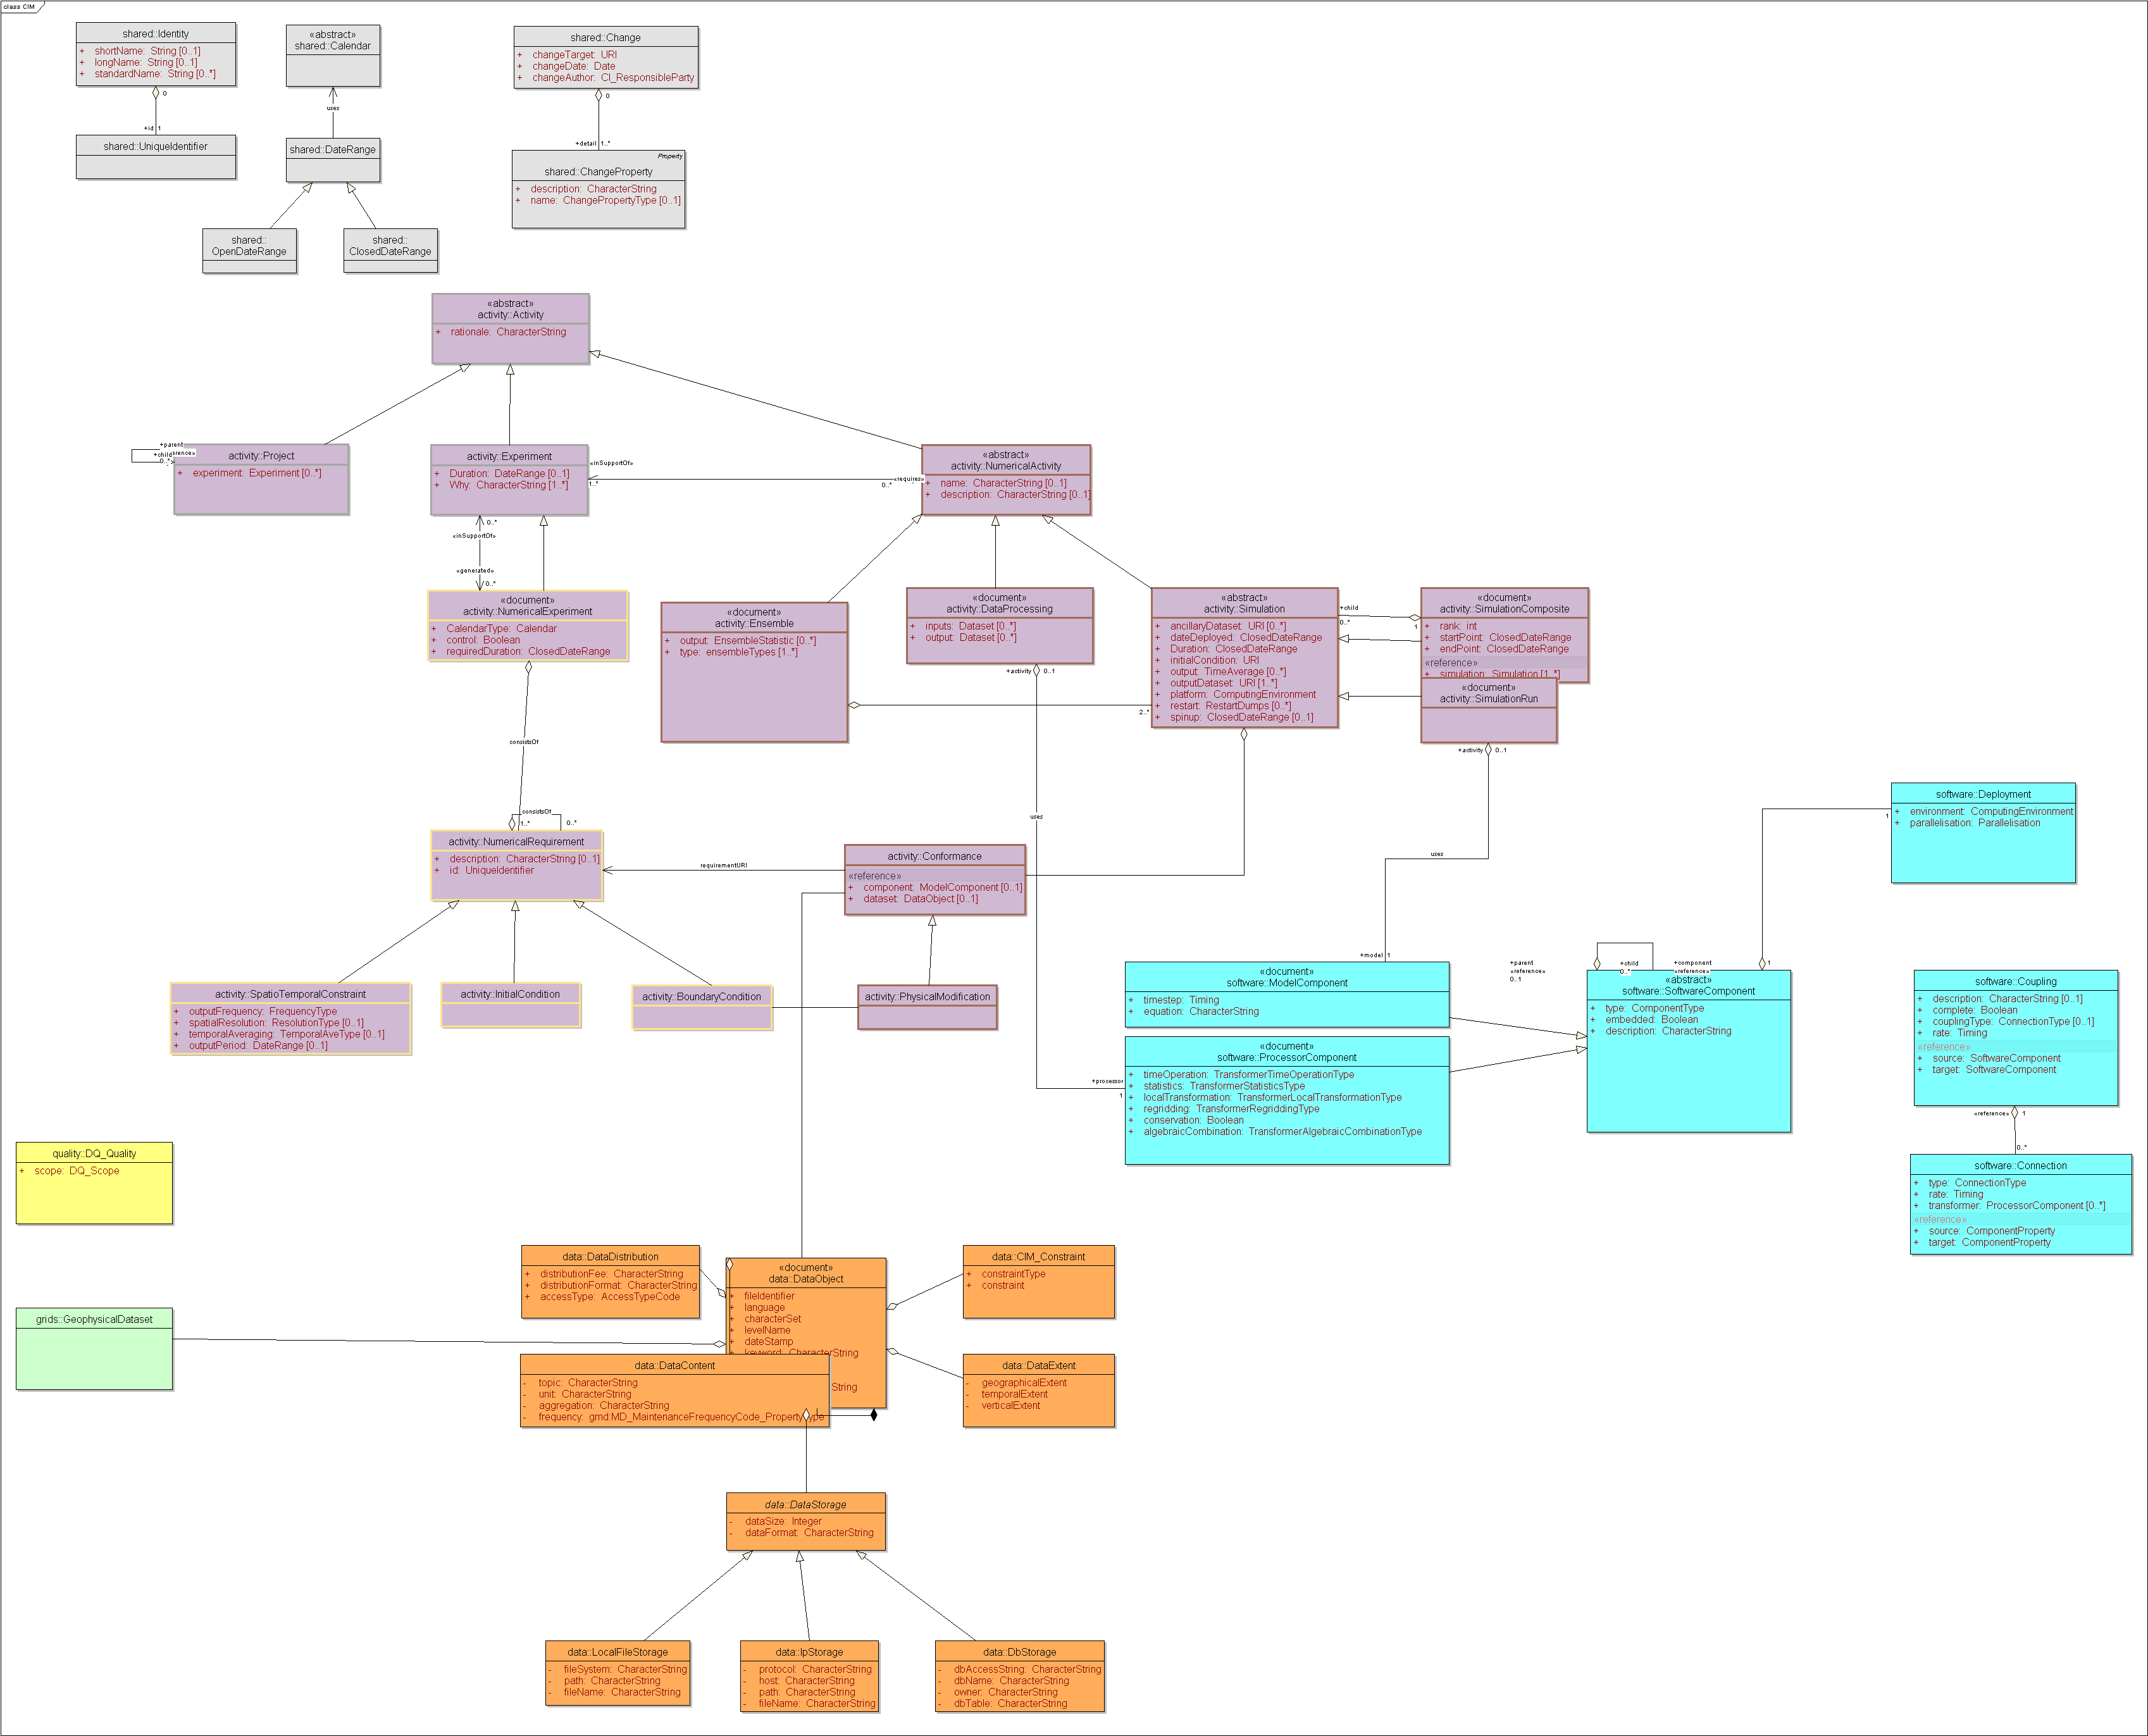 class CIM
shared::Identity
+ shortName: String [0..1]
+ longName: String [0..1]
+ standardName: String [0..*]
0
+id 1
shared::UniqueIdentifier
«abstract»
shared::Calendar
uses
shared::DateRange
shared::
OpenDateRange
shared::
ClosedDateRange
shared::Change
+ changeTarget: URI
+ changeDate: Date
+ changeAuthor: CI_ResponsibleParty
0
+detail 1..*
Property
shared::ChangeProperty
+ description: CharacterString
+ name: ChangePropertyType [0..1]
«abstract»
activity::Activity
+ rationale: CharacterString
+parent
+child
0..*
activity::Project
+ experiment: Experiment [0..*]
activity::Experiment
+ Duration: DateRange [0..1]
+ Why: CharacterString [1..*]
«inSupportOf»
1..*
«requires»
0..*
«abstract»
activity::NumericalActivity
+ name: CharacterString [0..1]
+ description: CharacterString [0..1]
0..*
«inSupportOf»
«generated»
0..*
«document»
activity::NumericalExperiment
+ CalendarType: Calendar
+ control: Boolean
+ requiredDuration: ClosedDateRange
«document»
activity::Ensemble
+ output: EnsembleStatistic [0..*]
+ type: ensembleTypes [1..*]
«document»
activity::DataProcessing
+ inputs: Dataset [0..*]
+ output: Dataset [0..*]
+activity 0..1
«abstract»
activity::Simulation
+ ancillaryDataset: URI [0..*]
+ dateDeployed: ClosedDateRange
+ Duration: ClosedDateRange
+ initialCondition: URI
+ output: TimeAverage [0..*]
+ outputDataset: URI [1..*]
+ platform: ComputingEnvironment
+ restart: RestartDumps [0..*]
+ spinup: ClosedDateRange [0..1]
2..*
+child
0..*
1
«document»
activity::SimulationComposite
+ rank: int
+ startPoint: ClosedDateRange
+ endPoint: ClosedDateRange
«reference»
+ simulation: Simulation [1..*]
«document»
activity::SimulationRun
+activity 0..1
consistsOf
consistsOf
1..*
0..*
activity::NumericalRequirement
+ description: CharacterString [0..1]
+ id: UniqueIdentifier
requirementURI
activity::Conformance
«reference»
+ component: ModelComponent [0..1]
+ dataset: DataObject [0..1]
uses
uses
activity::SpatioTemporalConstraint
+ outputFrequency: FrequencyType
+ spatialResolution: ResolutionType [0..1]
+ temporalAveraging: TemporalAveType [0..1]
+ outputPeriod: DateRange [0..1]
activity::InitialCondition
activity::BoundaryCondition
activity::PhysicalModification
software::Deployment
+ environment: ComputingEnvironment
+ parallelisation: Parallelisation
1
+model 1
«document»
software::ModelComponent
+ timestep: Timing
+ equation: CharacterString
+processor
1
«document»
software::ProcessorComponent
+ timeOperation: TransformerTimeOperationType
+ statistics: TransformerStatisticsType
+ localTransformation: TransformerLocalTransformationType
+ regridding: TransformerRegriddingType
+ conservation: Boolean
+ algebraicCombination: TransformerAlgebraicCombinationType
+parent
«reference»
0..1
+child
0..*
+component
«reference»
1
«abstract»
software::SoftwareComponent
+ type: ComponentType
+ embedded: Boolean
+ description: CharacterString
software::Coupling
+ description: CharacterString [0..1]
+ complete: Boolean
+ couplingType: ConnectionType [0..1]
+ rate: Timing
«reference»
+ source: SoftwareComponent
+ target: SoftwareComponent
«reference» 1
0..*
software::Connection
+ type: ConnectionType
+ rate: Timing
+ transformer: ProcessorComponent [0..*]
«reference»
+ source: ComponentProperty
+ target: ComponentProperty
quality::DQ_Quality
+ scope: DQ_Scope
grids::GeophysicalDataset
data::DataDistribution
+ distributionFee: CharacterString
+ distributionFormat: CharacterString
+ accessType: AccessTypeCode
«document»
data::DataObject
+ fileIdentifier
+ language
+ characterSet
+ levelName
+ dateStamp
+ keyword: CharacterString
String
data::CIM_Constraint
+ constraintType
+ constraint
data::DataContent
- topic: CharacterString
- unit: CharacterString
- aggregation: CharacterString
- frequency: gmd:MD_MaintenanceFrequencyCode_PropertyType
data::DataExtent
- geographicalExtent
- temporalExtent
- verticalExtent
data::DataStorage
- dataSize: Integer
- dataFormat: CharacterString
data::LocalFileStorage
- fileSystem: CharacterString
- path: CharacterString
- fileName: CharacterString
data::IpStorage
- protocol: CharacterString
- host: CharacterString
- path: CharacterString
- fileName: CharacterString
data::DbStorage
- dbAccessString: CharacterString
- dbName: CharacterString
- owner: CharacterString
- dbTable: CharacterString